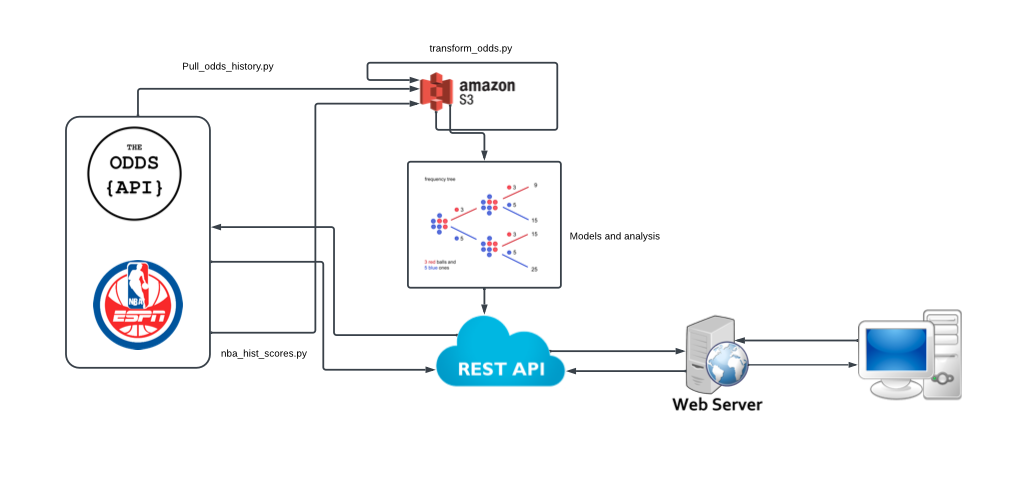 transform_odds.py
Pull_odds_history.py
amazon
S3
THE
ODDS
{API}
frequency tree
3
9
3
5
15
3
15
5
5
25
3 red balls and
5 blue ones
Models and analysis
NBA
ESPN
nba_hist_scores.py
REST API
Web Server